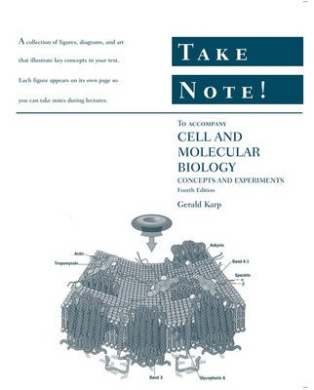 A collection of figures, diagrams, and art
that illustrate key concepts in your text.
Each figure appears on its own page so
you can take notes during lectures.
TAKE
NOTE!
TO ACCOMPANY
CELL AND
MOLECULAR
BIOLOGY
CONCEPTS AND EXPERIMENTS
Fourth Edition
Gerald Karp
Ankyrin
Actin
Band 4.1
Tropomyosin
Spectrin
Band 3
Glycophorin A